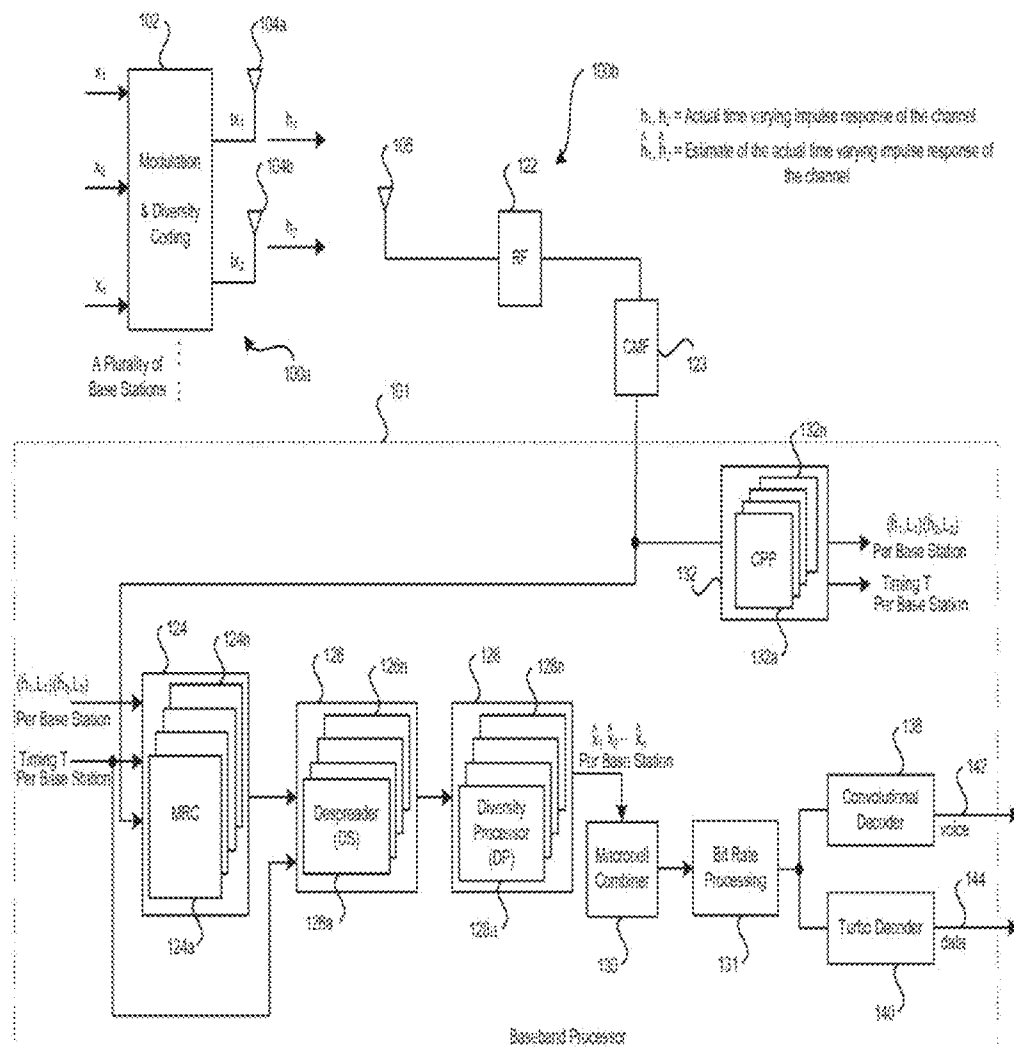 102
104a
x₁
tx₁
h₁
100b
h₁, h₂ = Actual time varying impulse response of the channel
ĥ₁, ĥ₂ = Estimate of the actual time varying impulse response of
the channel
Modulation
& Diversity
Coding
104b
106
122
x₂
tx₂
h₂
RF
CMF
123
A Plurality of
Base Stations
100a
101
132n
CPP
132
132a
Per Base Station
Timing T
Per Base Station
124
124n
126n
Per Base Station
Timing T
Per Base Station
MRC
124a
Despreader
(DS)
126a
Diversity
Processor
(DP)
Per Base Station
Macrocell
Combiner
130
Bit Rate
Processing
131
138
Convolutional
Decoder
142
voice
144
Turbo Decoder
data
140
Baseband Processor